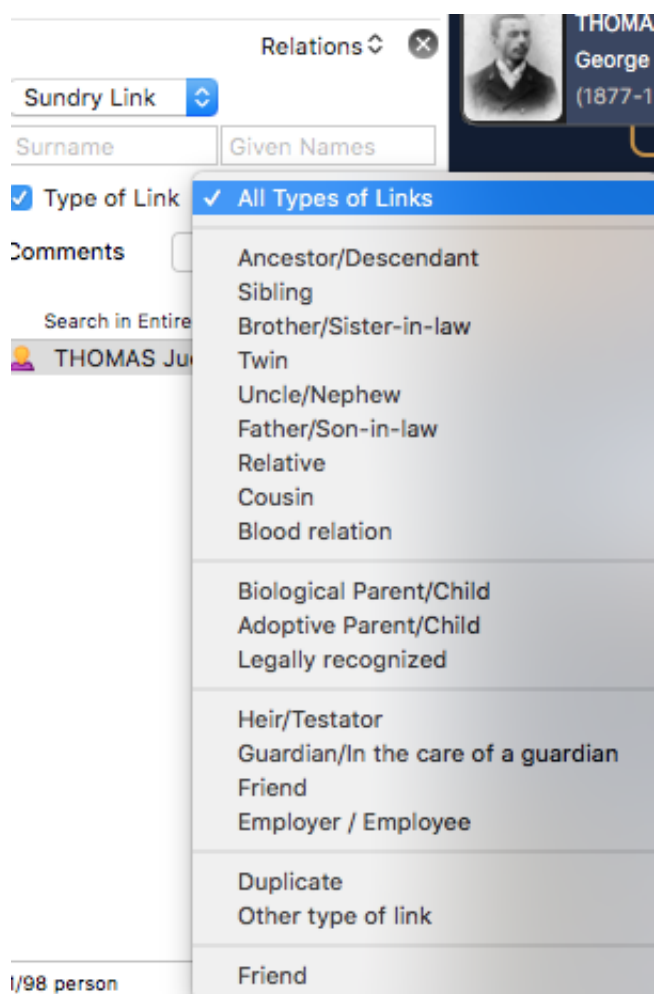 Relations
THOMA
George
(1877-1
Sundry Link
Surname Given Names
Type of Link ✓ All Types of Links
Comments
Ancestor/Descendant
Sibling
Search in Entire
Brother/Sister-in-law
THOMAS Ju
Twin
Uncle/Nephew
Father/Son-in-law
Relative
Cousin
Blood relation
Biological Parent/Child
Adoptive Parent/Child
Legally recognized
Heir/Testator
Guardian/In the care of a guardian
Friend
Employer / Employee
Duplicate
Other type of link
Friend
1/98 person